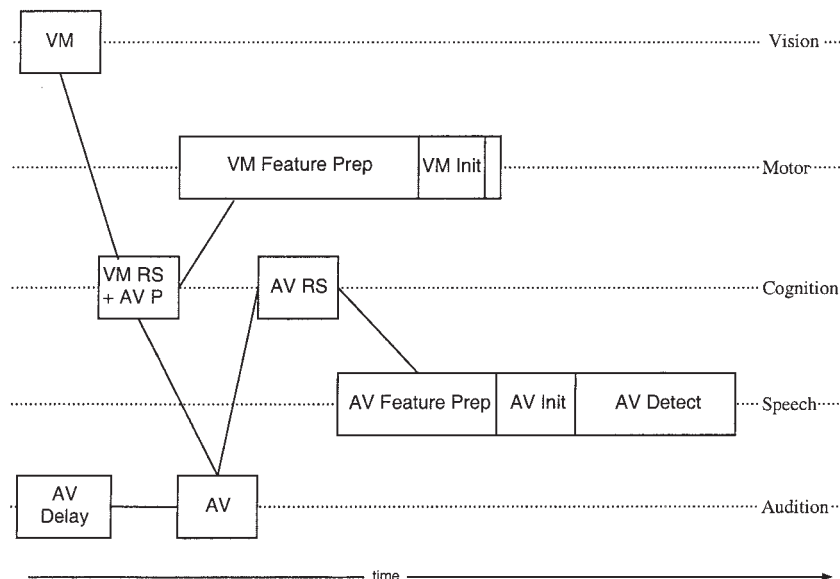 VM
Vision
VM Feature Prep
VM Init
Motor
VM RS
+ AV P
AV RS
Cognition
AV Feature Prep
AV Init
AV Detect
Speech
AV
Delay
AV
Audition
time